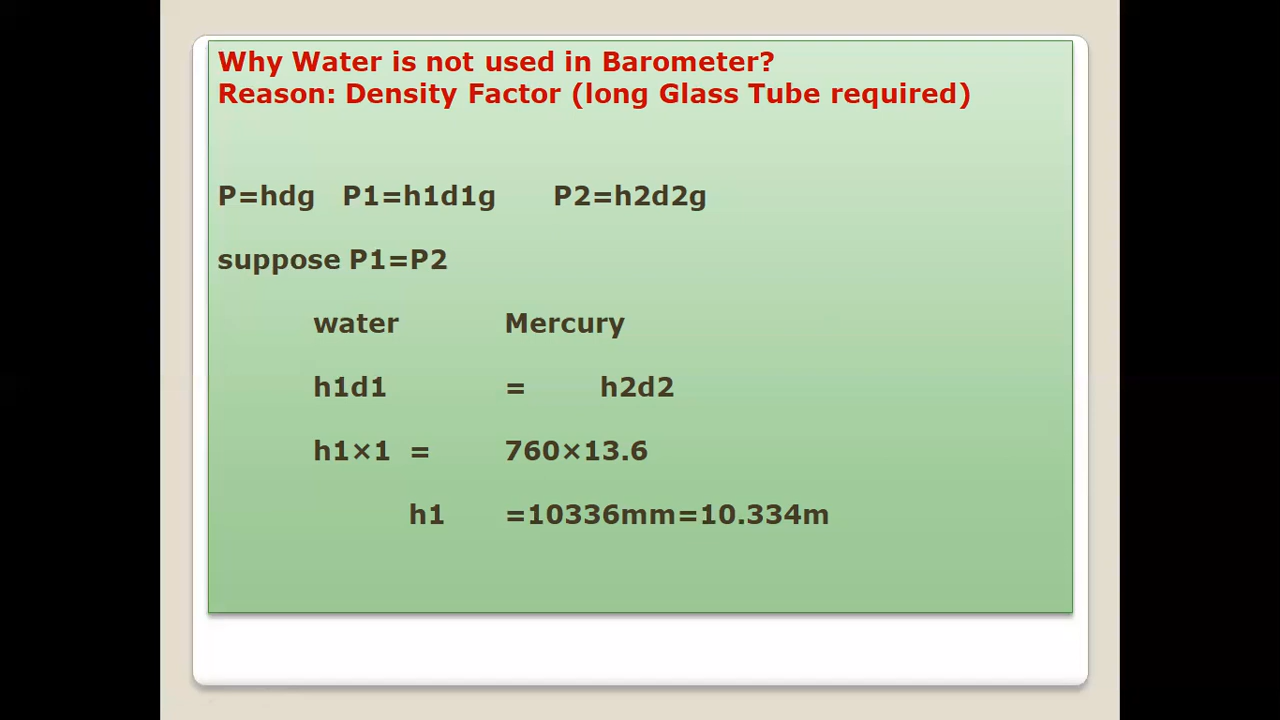 Why Water is not used in Barometer?
Reason: Density Factor (long Glass Tube required)
P=hdg P1=h1d1g P2=h2d2g
suppose P1=P2
water Mercury
h1d1 = h2d2
h1×1 = 760×13.6
h1 =10336mm=10.334m